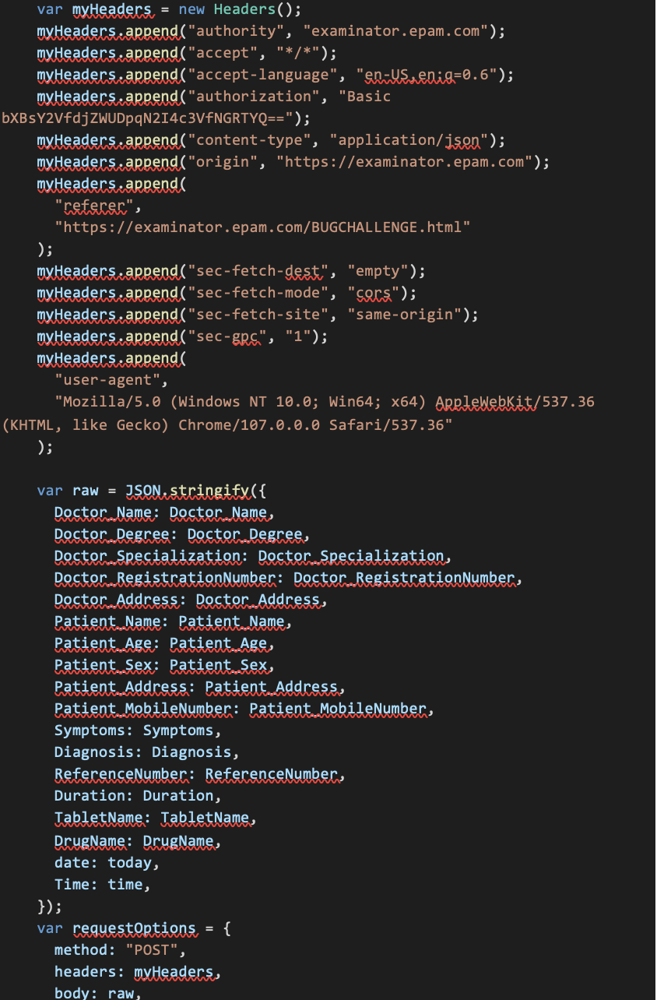 var myHeaders = new Headers();
myHeaders.append("authority", "examinator.epam.com");
myHeaders.append("accept", "*/*");
myHeaders.append("accept-language", "en-US,en;q=0.6");
myHeaders.append("authorization", "Basic
bXBsY2VfdjZWUDpqN2I4c3VfNGRTYQ==");
myHeaders.append("content-type", "application/json");
myHeaders.append("origin", "https://examinator.epam.com");
myHeaders.append(
"referer",
"https://examinator.epam.com/BUGCHALLENGE.html"
);
myHeaders.append("sec-fetch-dest", "empty");
myHeaders.append("sec-fetch-mode", "cors");
myHeaders.append("sec-fetch-site", "same-origin");
myHeaders.append("sec-gpc", "1");
myHeaders.append(
"user-agent",
"Mozilla/5.0 (Windows NT 10.0; Win64; x64) AppleWebKit/537.36
(KHTML, like Gecko) Chrome/107.0.0.0 Safari/537.36"
);
var raw = JSON.stringify({
Doctor_Name: Doctor_Name,
Doctor_Degree: Doctor_Degree,
Doctor_Specialization: Doctor_Specialization,
Doctor_RegistrationNumber: Doctor_RegistrationNumber,
Doctor_Address: Doctor_Address,
Patient_Name: Patient_Name,
Patient_Age: Patient_Age,
Patient_Sex: Patient_Sex,
Patient_Address: Patient_Address,
Patient_MobileNumber: Patient_MobileNumber,
Symptoms: Symptoms,
Diagnosis: Diagnosis,
ReferenceNumber: ReferenceNumber,
Duration: Duration,
TabletName: TabletName,
DrugName: DrugName,
date: today,
Time: time,
});
var requestOptions = {
method: "POST",
headers: myHeaders,
body: raw,